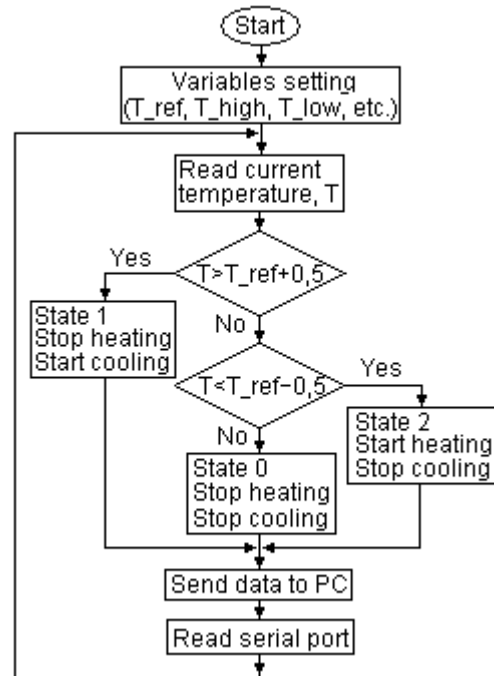 Start
Variables setting
(T_ref, T_high, T_low, etc.)
Read current
temperature, T
T>T_ref+0,5
Yes
No
State 1
Stop heating
Start cooling
T<T_ref−0,5
Yes
No
State 2
Start heating
Stop cooling
State 0
Stop heating
Stop cooling
Send data to PC
Read serial port